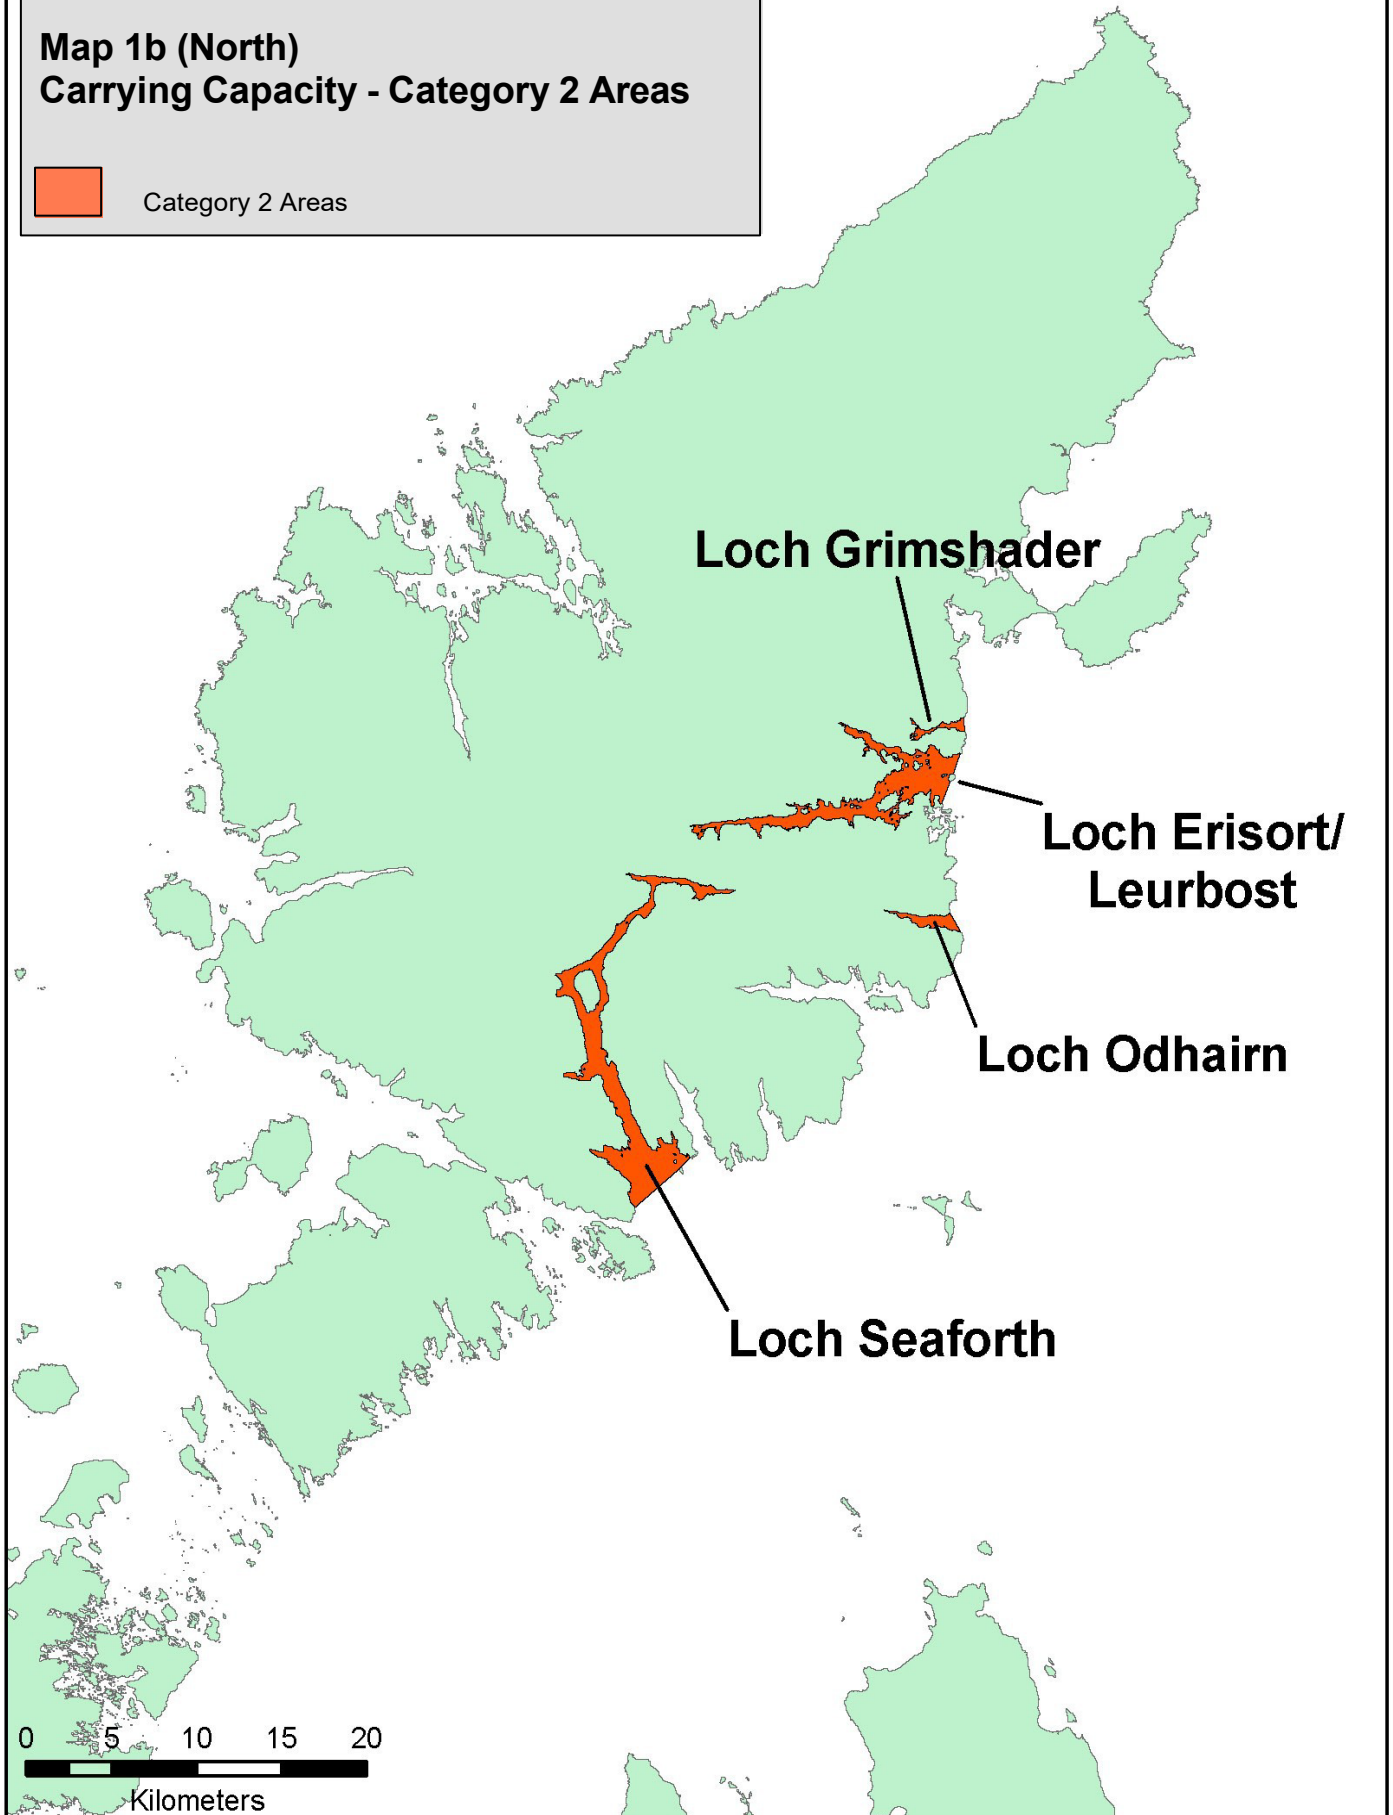 Map 1b (North)
Carrying Capacity - Category 2 Areas
Category 2 Areas
Loch Grimshader
Loch Erisort/
Leurbost
Loch Odhairn
Loch Seaforth
0 5 10 15 20
Kilometers